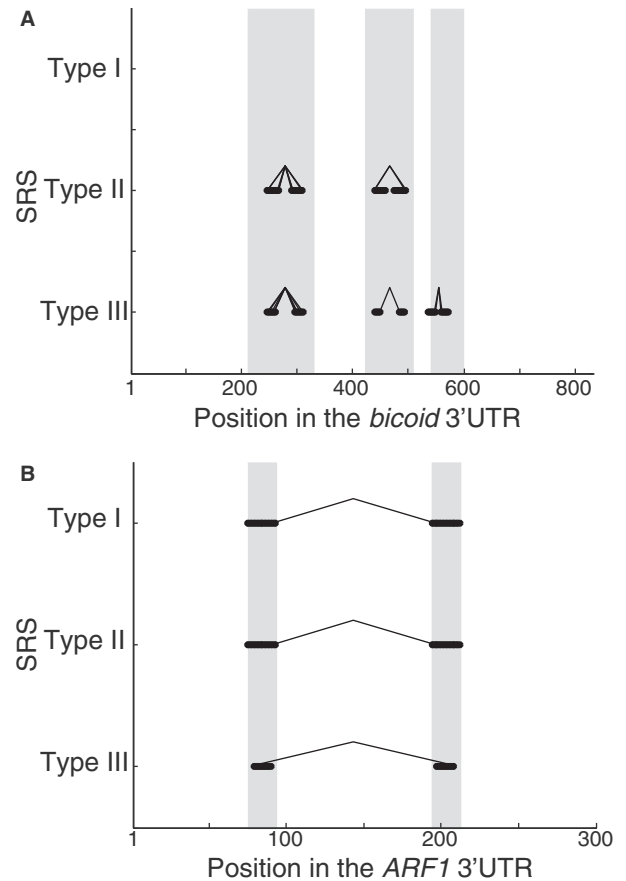 A
Type I
SRS
Type II
Type III
1 200 400 600 800
Position in the bicoid 3'UTR
B
Type I
SRS
Type II
Type III
1 100 200 300
Position in the ARF1 3'UTR